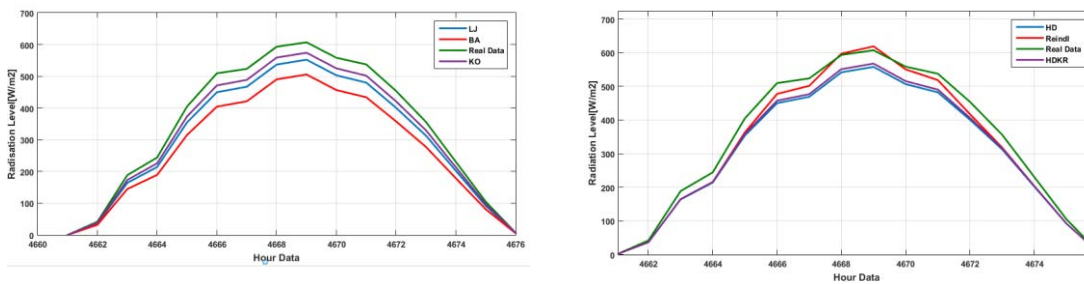 700
600
500
400
300
200
100
0
Radisation Level[W/m2]
LJ
BA
Real Data
KO
4660 4662 4664 4666 4668 4670 4672 4674 4676
Hour Data
700
600
500
400
300
200
100
0
Radiation Level[W/m2]
HD
Reindl
Real Data
HDKR
4662 4664 4666 4668 4670 4672 4674
Hour Data